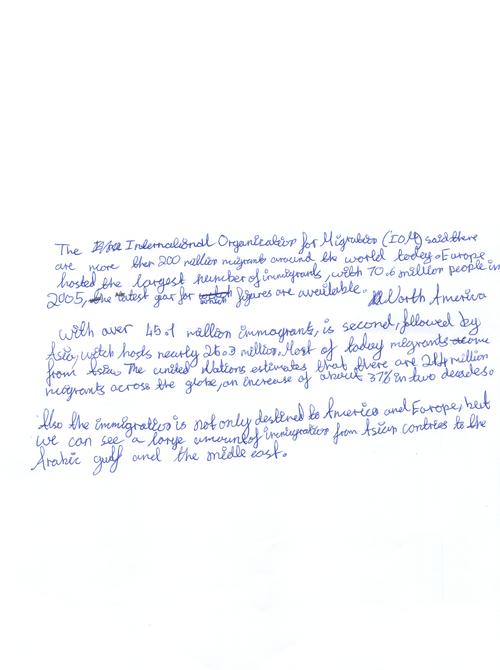 The International Organization for Migration (IOM) said there
are more then 200 million migrants around the world today. Europe
hosted the largest number of immigrants, with 70.6 million people in
2005, the latest year for which figures are available. North America
with over 45.1 million immagrants, is second, followed by
Asia, witch hosts nearly 25.3 million. Most of today migrants come
from Asia. The united Nations estimates that there are 214 million
migrants across the globe, an increase of about 37% in two decades.
Also the immigration is not only destined to America and Europe, but
we can see a large amount of immigration from Asian contries to the
Arabic gulf and the middle east.